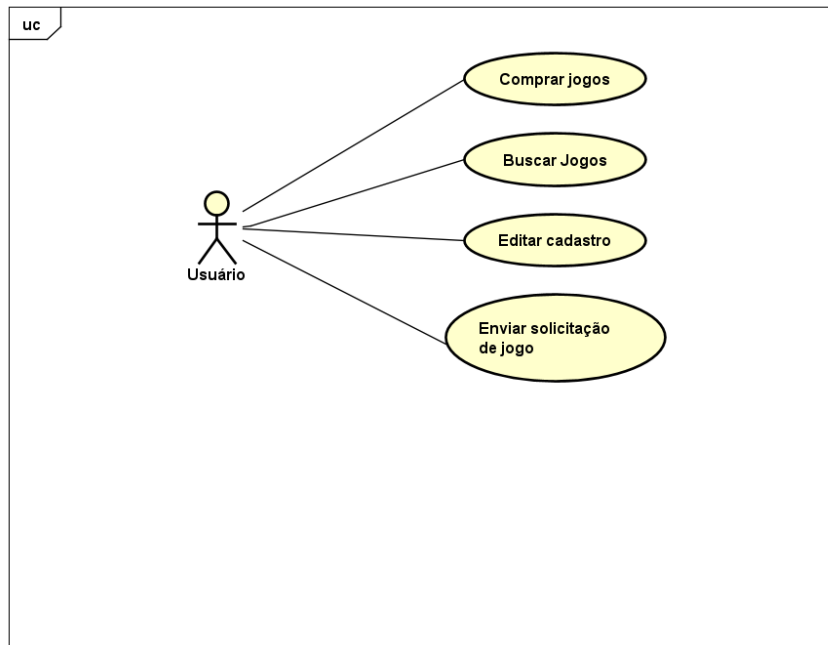 uc
Comprar jogos
Buscar Jogos
Usuário
Editar cadastro
Enviar solicitação
de jogo